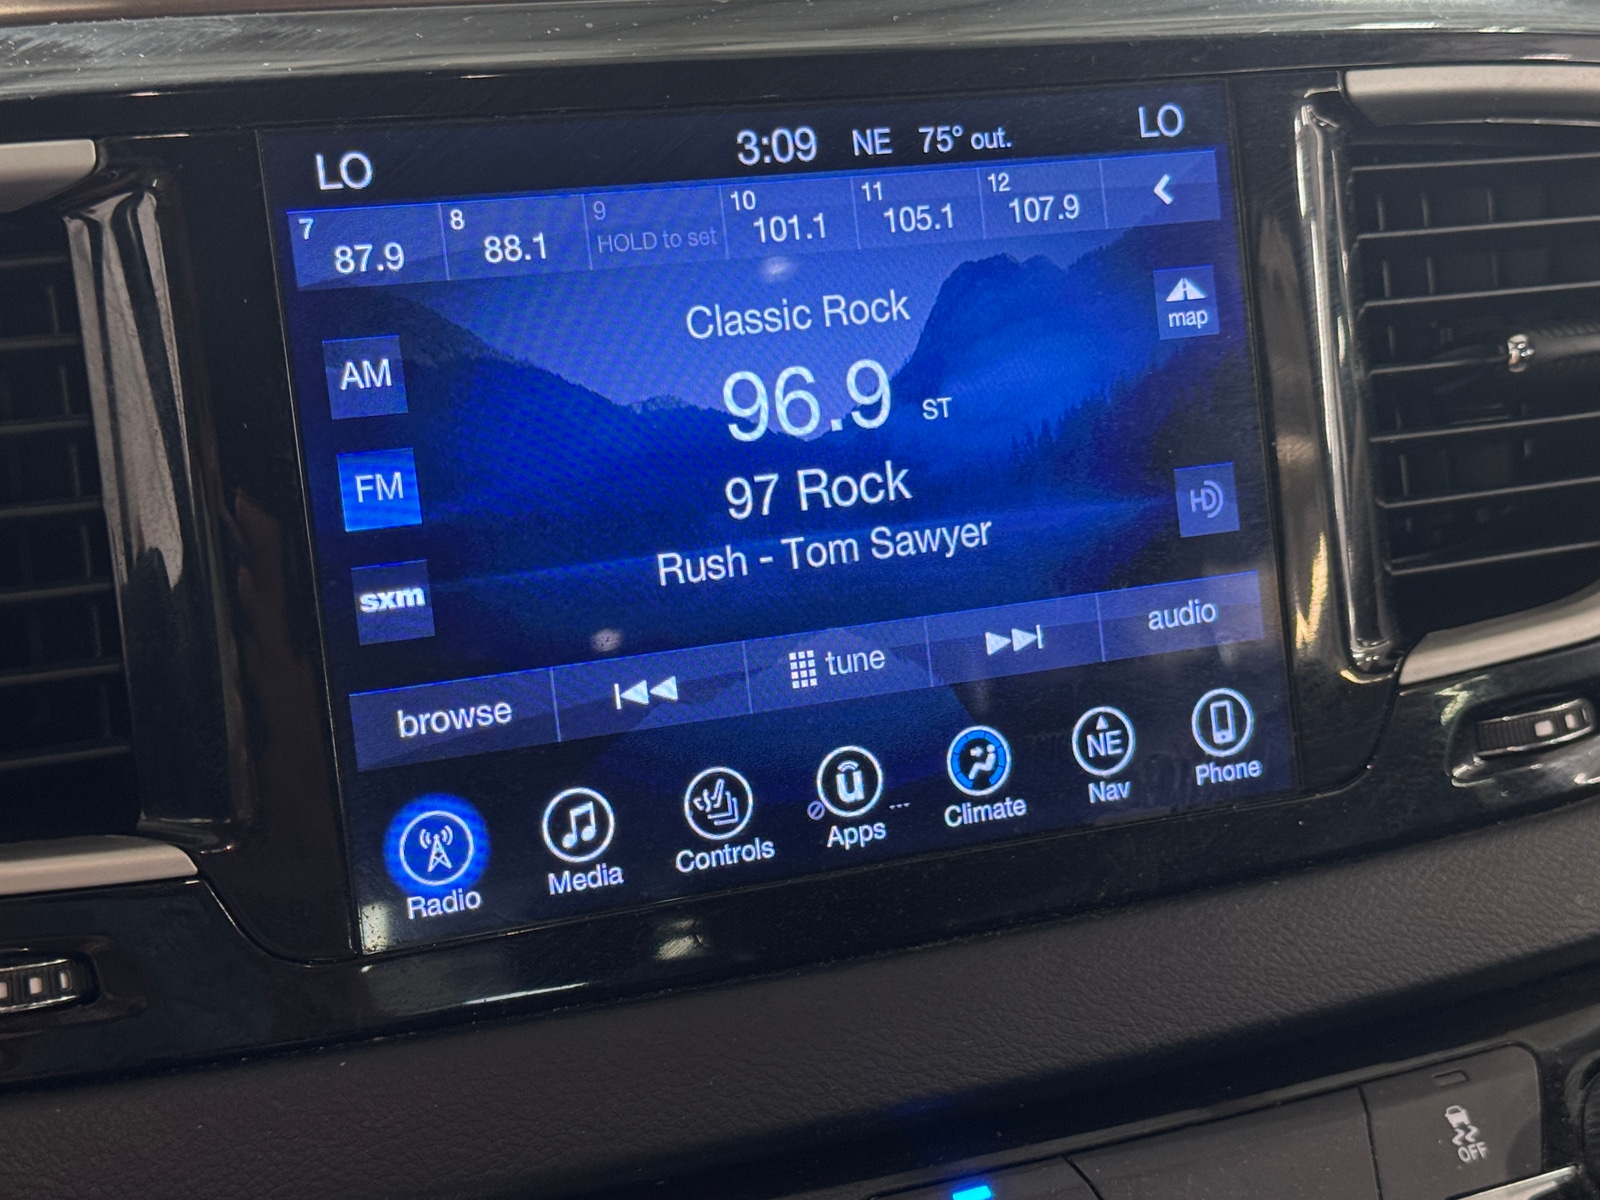 LO 3:09 NE 75° out. LO
7 87.9 8 88.1 9 HOLD to set 10 101.1 11 105.1 12 107.9
Classic Rock
map
AM
96.9 ST
FM
97 Rock
HD
Rush - Tom Sawyer
sxm
browse tune audio
NE
u
Radio Media Controls Apps Climate Nav Phone
OFF